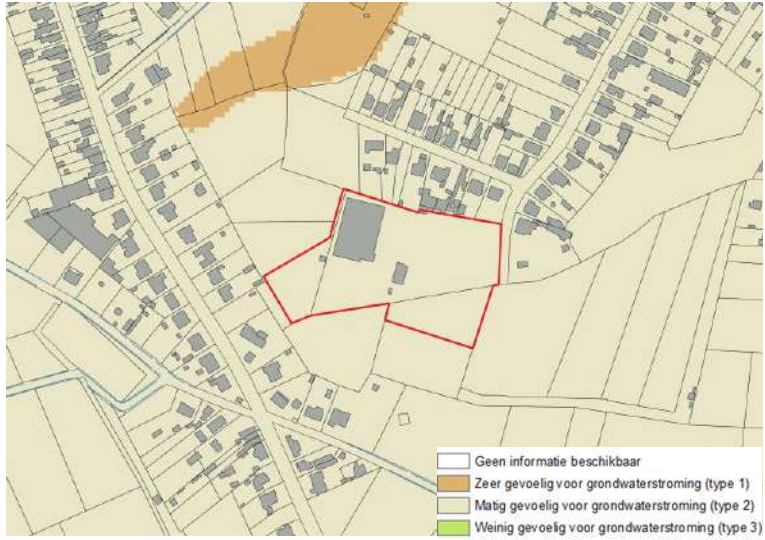 Geen informatie beschikbaar
Zeer gevoelig voor grondwaterstroming (type 1)
Matig gevoelig voor grondwaterstroming (type 2)
Weinig gevoelig voor grondwaterstroming (type 3)